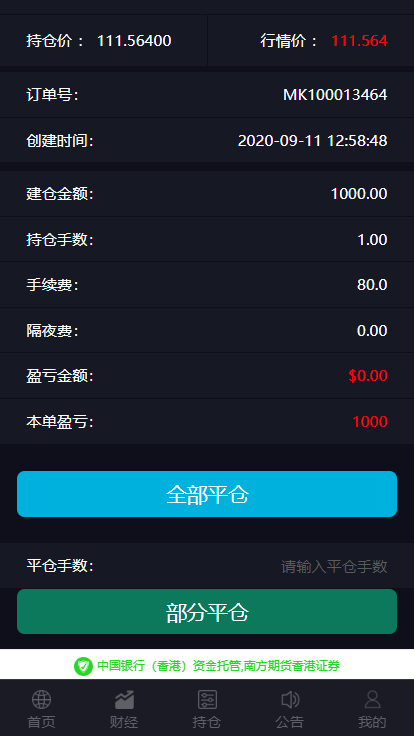 持仓价： 111.56400 行情价： 111.564
订单号： MK100013464
创建时间： 2020-09-11 12:58:48
建仓金额： 1000.00
持仓手数： 1.00
手续费： 80.0
隔夜费： 0.00
盈亏金额： $0.00
本单盈亏： 1000
全部平仓
平仓手数： 请输入平仓手数
部分平仓
中国银行（香港）资金托管,南方期货香港证券
首页 财经 持仓 公告 我的